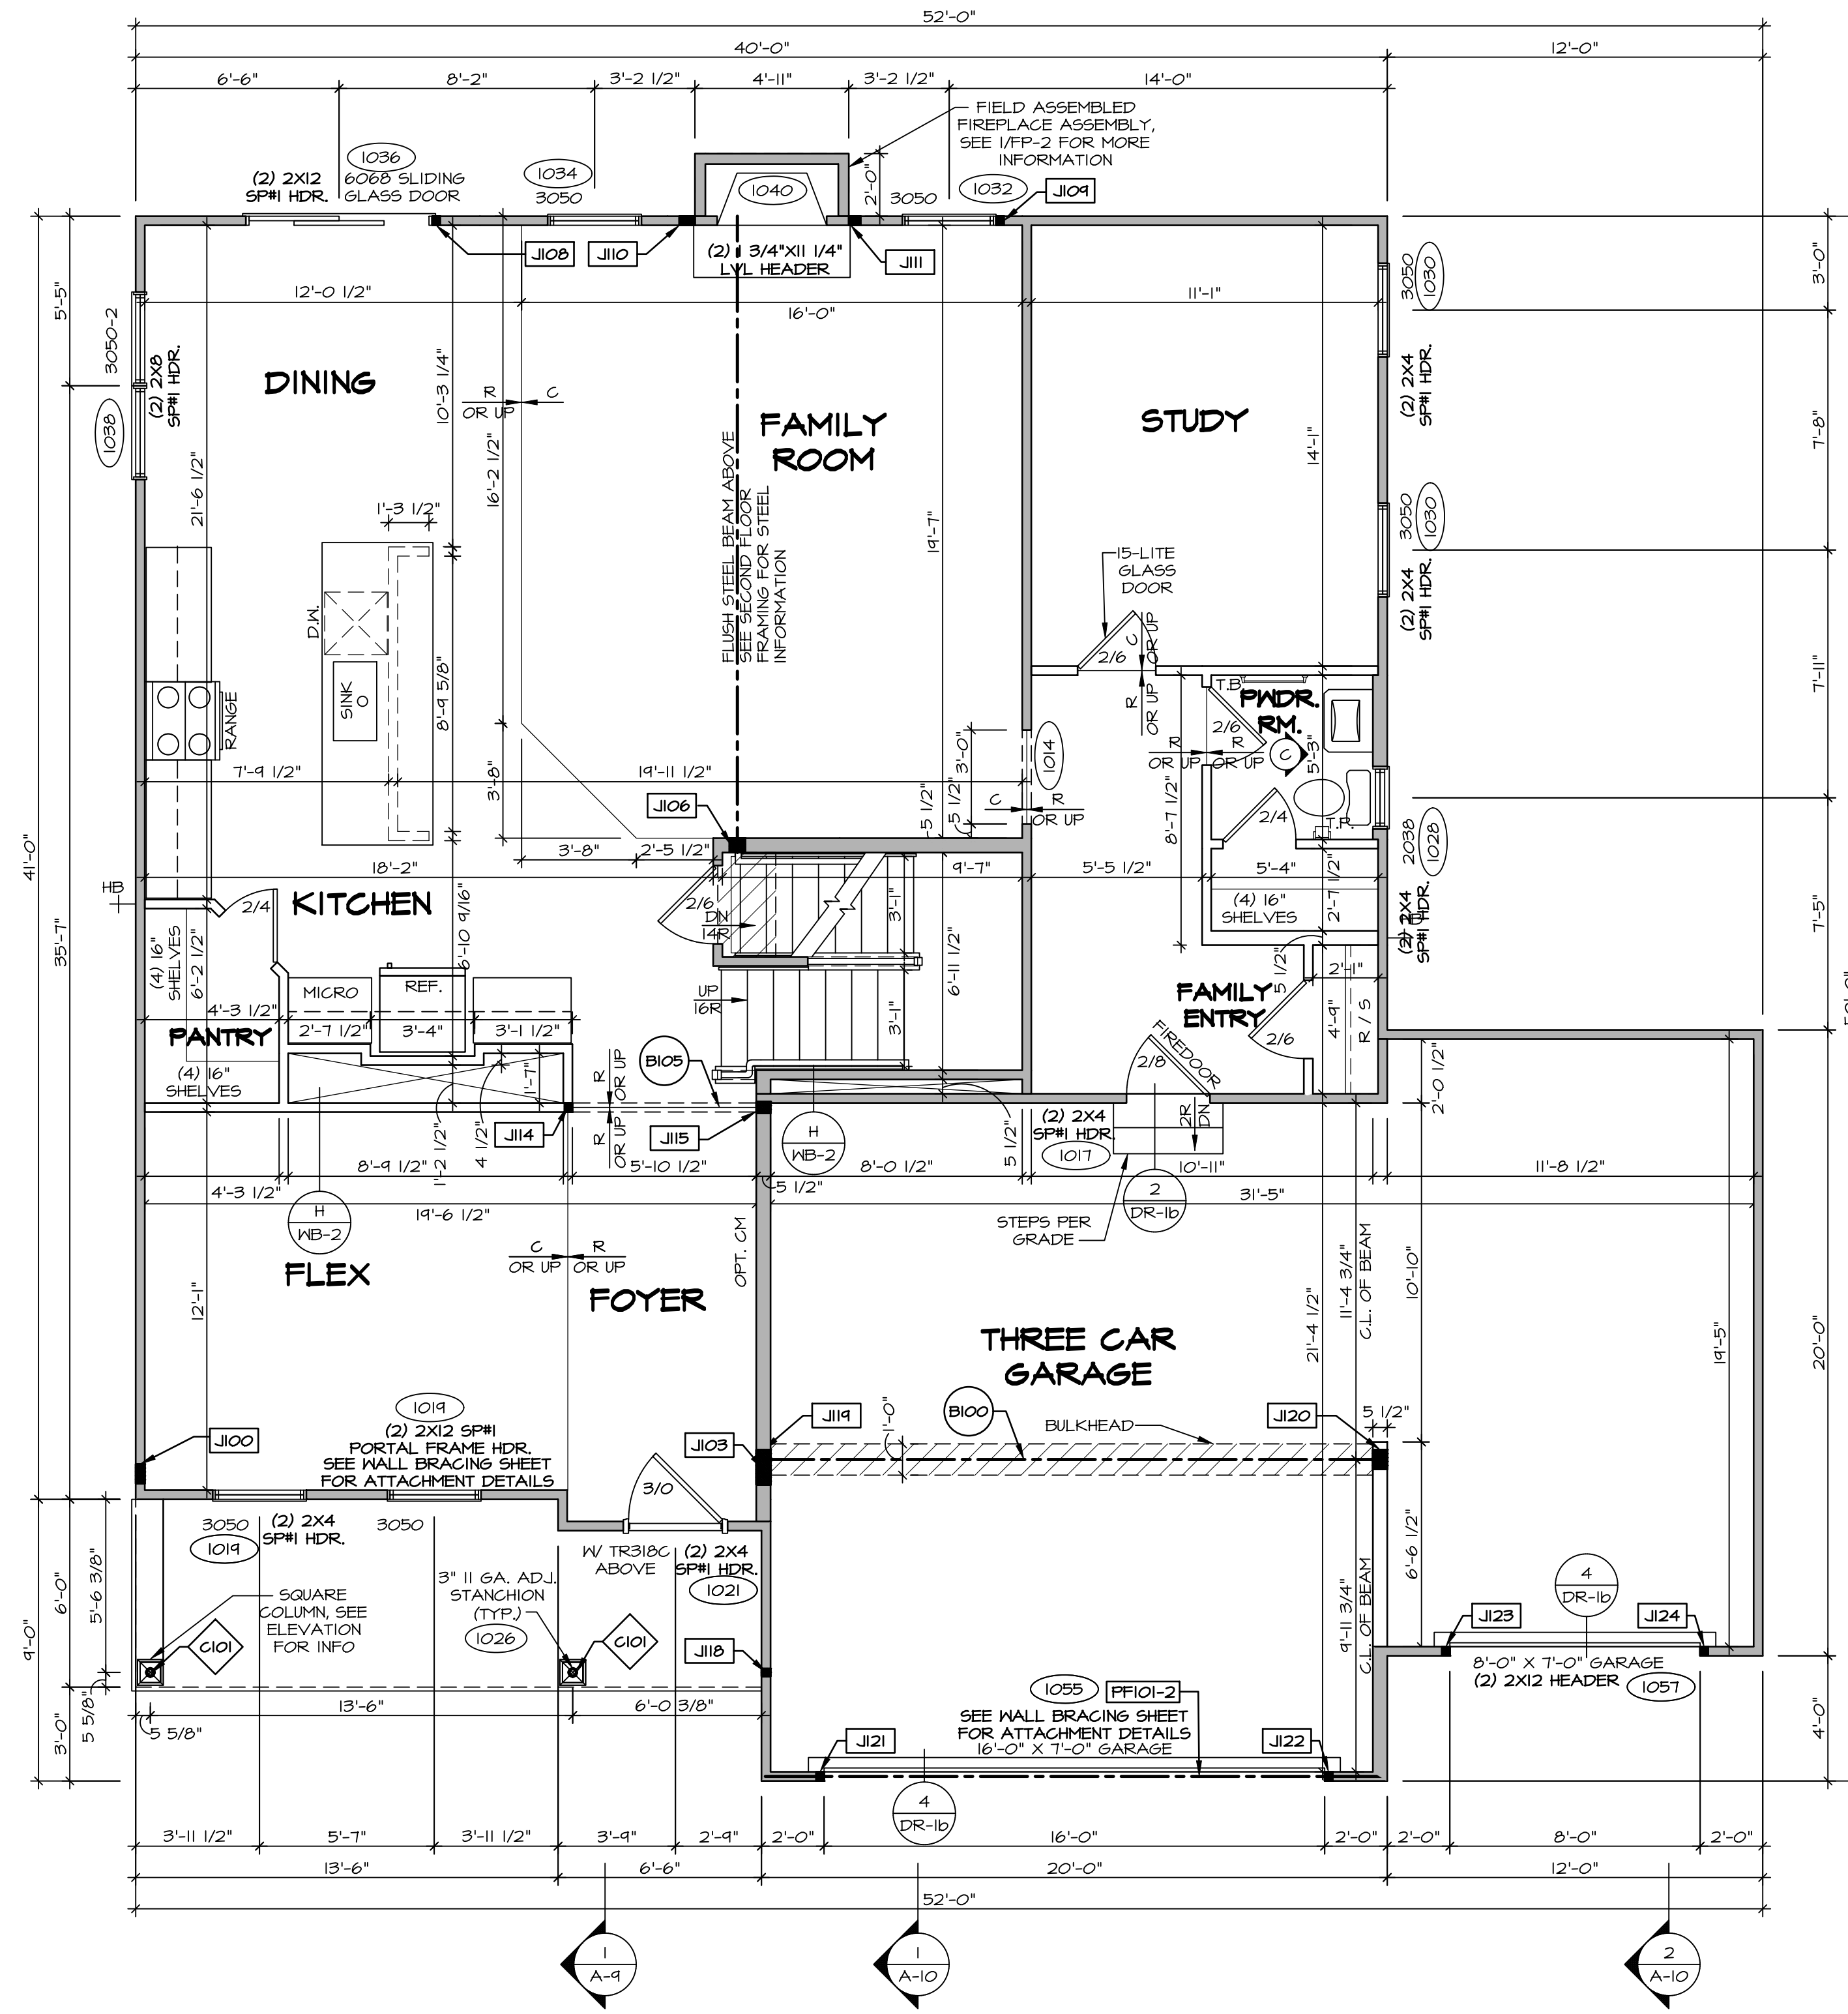 52'-0"
40'-0"
12'-0"
6'-6"
8'-2"
3'-2 1/2"
4'-11"
3'-2 1/2"
14'-0"
FIELD ASSEMBLED
FIREPLACE ASSEMBLY,
SEE 1/FP-2 FOR MORE
INFORMATION
1036
(2) 2X12
SP#1 HDR.
6068 SLIDING
GLASS DOOR
1034
3050
1040
2'-0"
3050
1032
J109
J108
J110
(2) 1 3/4"X11 1/4"
LVL HEADER
J111
12'-0 1/2"
16'-0"
11'-1"
5'-5"
3050-2
(2) 2X8
SP#1 HDR.
1038
DINING
10'-3 1/4"
R
OR UP
C
16'-2 1/2"
21'-6 1/2"
FAMILY
ROOM
FLUSH STEEL BEAM ABOVE
SEE SECOND FLOOR
FRAMING FOR STEEL
INFORMATION
19'-7"
STUDY
14'-1"
3050
1030
(2) 2X4
SP#1 HDR.
3'-0"
7'-8"
3050
1030
(2) 2X4
SP#1 HDR.
7'-11"
1'-3 1/2"
D.W.
SINK
RANGE
8'-9 5/8"
15-LITE
GLASS
DOOR
2/6
C
OR UP
R
OR UP
T.B.
PWDR.
RM.
2/6
R
OR UP
R
OR UP
C
5'-3"
2/4
T.P.
2038
1028
(2) 2X4
SP#1 HDR.
HB
7'-5"
7'-9 1/2"
19'-11 1/2"
3'-8"
3'-0"
1014
5 1/2"
5 1/2"
C
R
OR UP
8'-7 1/2"
J106
3'-8"
2'-5 1/2"
18'-2"
9'-7"
5'-5 1/2"
5'-4"
(4) 16"
SHELVES
2'-7 1/2"
41'-0"
35'-7"
HB
2/4
KITCHEN
6'-10 9/16"
2/6
DN
14R
3'-1"
6'-11 1/2"
UP
16R
3'-1"
(4) 16"
SHELVES
6'-2 1/2"
4'-3 1/2"
PANTRY
(4) 16"
SHELVES
MICRO
REF.
2'-7 1/2"
3'-4"
3'-1 1/2"
1'-7"
5 1/2"
2'-1"
FAMILY
ENTRY
4'-9"
R / S
2/6
FIREDOOR
2/8
B105
R
OR UP
R
OR UP
J114
J115
1'-2 1/2"
4 1/2"
H
WB-2
5 1/2"
(2) 2X4
SP#1 HDR.
1017
2R
DN
2'-0 1/2"
8'-9 1/2"
5'-10 1/2"
8'-0 1/2"
10'-11"
11'-8 1/2"
4'-3 1/2"
5 1/2"
31'-5"
19'-6 1/2"
H
WB-2
2
DR-1b
STEPS PER
GRADE
C
OR UP
R
OR UP
OPT. CM
FLEX
FOYER
12'-1"
THREE CAR
GARAGE
21'-4 1/2"
11'-4 3/4"
C.L. OF BEAM
10'-10"
19'-5"
20'-0"
50'-0"
J100
1019
(2) 2X12 SP#1
PORTAL FRAME HDR.
SEE WALL BRACING SHEET
FOR ATTACHMENT DETAILS
J103
J119
1'-0"
B100
BULKHEAD
J120
5 1/2"
3/0
6'-6 1/2"
3050
1019
(2) 2X4
SP#1 HDR.
3050
W/ TR318C
ABOVE
(2) 2X4
SP#1 HDR.
1021
3" 11 GA. ADJ.
STANCHION
(TYP.)
1026
SQUARE
COLUMN, SEE
ELEVATION
FOR INFO
C101
C101
J118
9'-0"
6'-0"
5'-6 3/8"
3'-0"
5 5/8"
5 5/8"
13'-6"
6'-0 3/8"
9'-11 3/4"
C.L. OF BEAM
4
DR-1b
J123
J124
8'-0" X 7'-0" GARAGE
(2) 2X12 HEADER
1057
4'-0"
1055
PF101-2
SEE WALL BRACING SHEET
FOR ATTACHMENT DETAILS
16'-0" X 7'-0" GARAGE
J121
J122
4
DR-1b
3'-11 1/2"
5'-7"
3'-11 1/2"
3'-9"
2'-9"
2'-0"
16'-0"
2'-0"
2'-0"
8'-0"
2'-0"
13'-6"
6'-6"
20'-0"
12'-0"
52'-0"
1
A-9
1
A-10
2
A-10